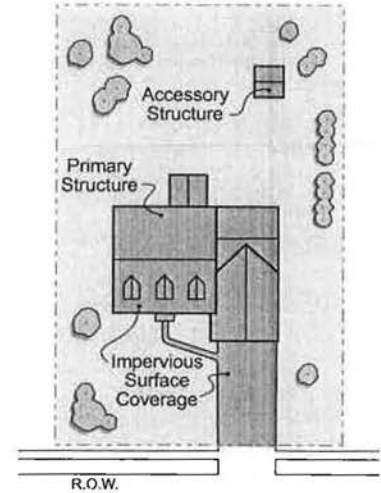 Accessory
Structure
Primary
Structure
Impervious
Surface
Coverage
R.O.W.